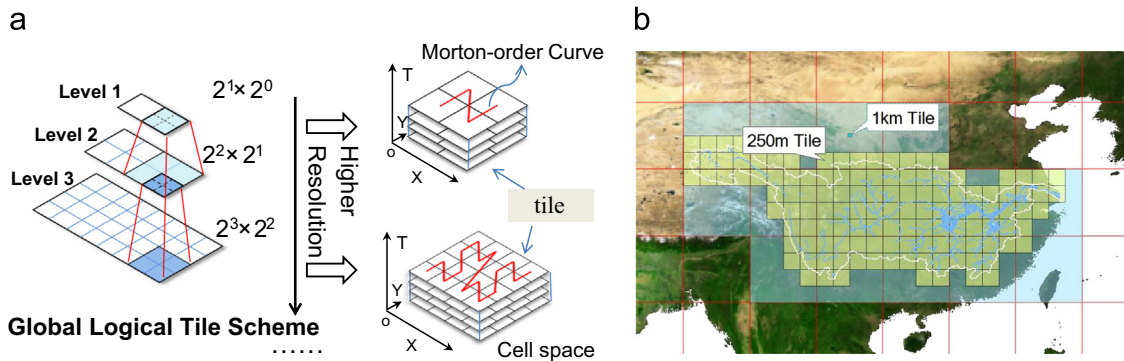 a
Level 1
2¹× 2⁰
Level 2
2²× 2¹
Level 3
2³× 2²
Global Logical Tile Scheme
……
Higher
Resolution
Morton-order Curve
T
Y
o
X
tile
T
Y
o
X
Cell space
b
1km Tile
250m Tile